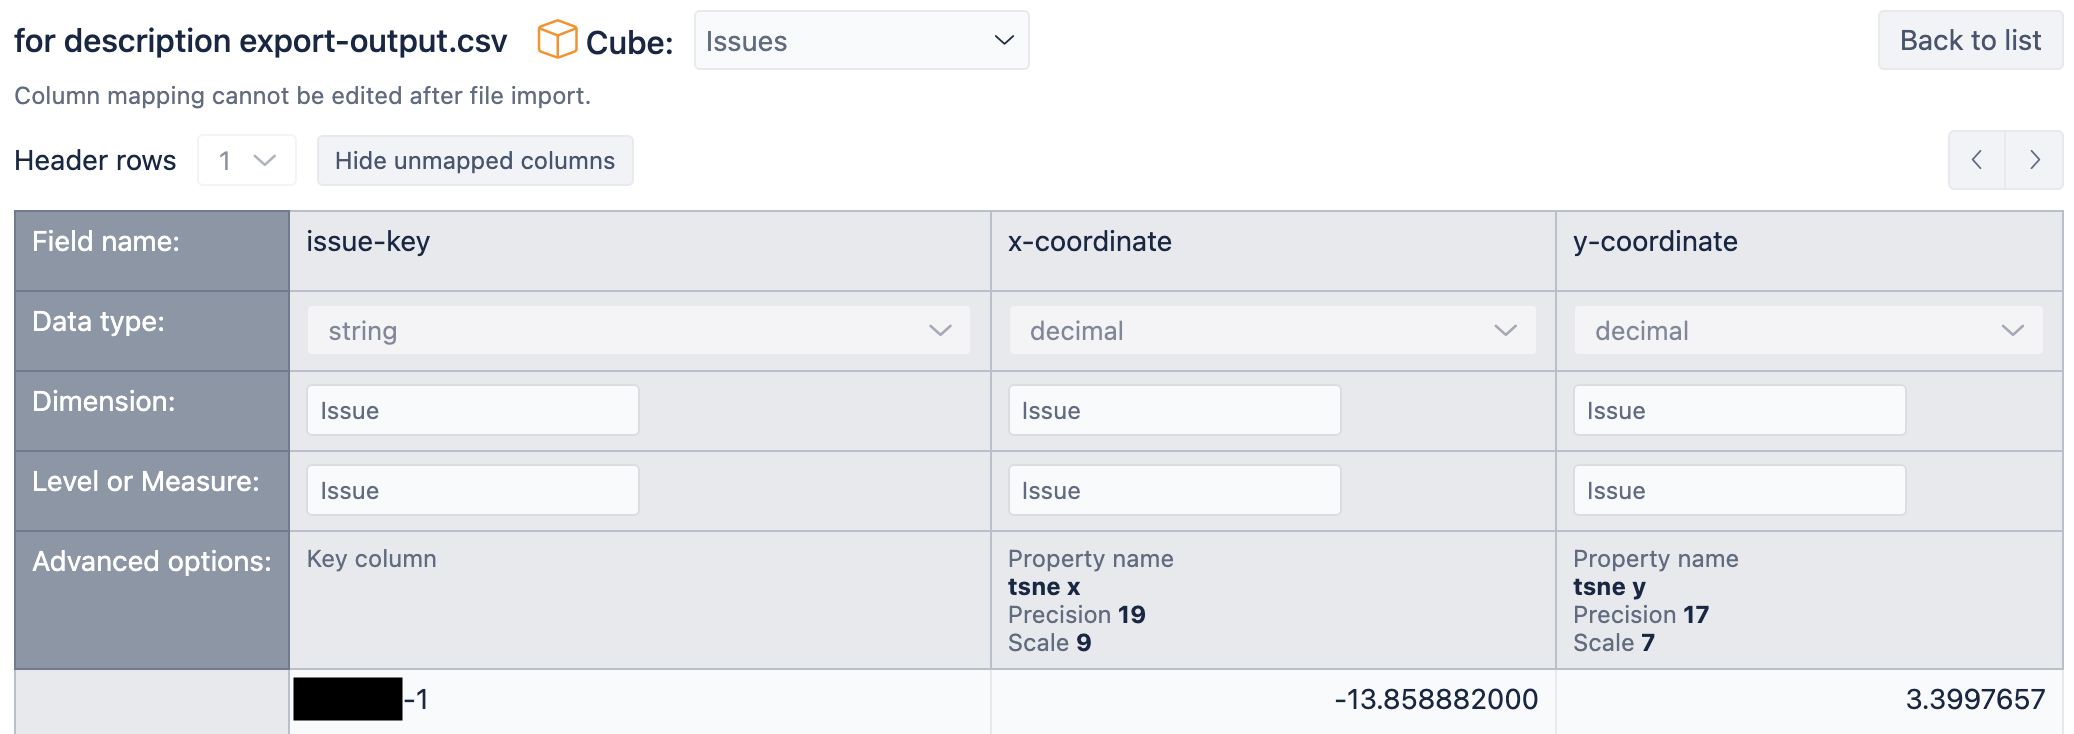 for description export-output.csv Cube: Issues Back to list
Column mapping cannot be edited after file import.
Header rows 1 Hide unmapped columns
Field name: issue-key x-coordinate y-coordinate
Data type: string decimal decimal
Dimension: Issue Issue Issue
Level or Measure: Issue Issue Issue
Advanced options: Key column Property name Property name
tsne x tsne y
Precision 19 Precision 17
Scale 9 Scale 7
-1 -13.858882000 3.3997657